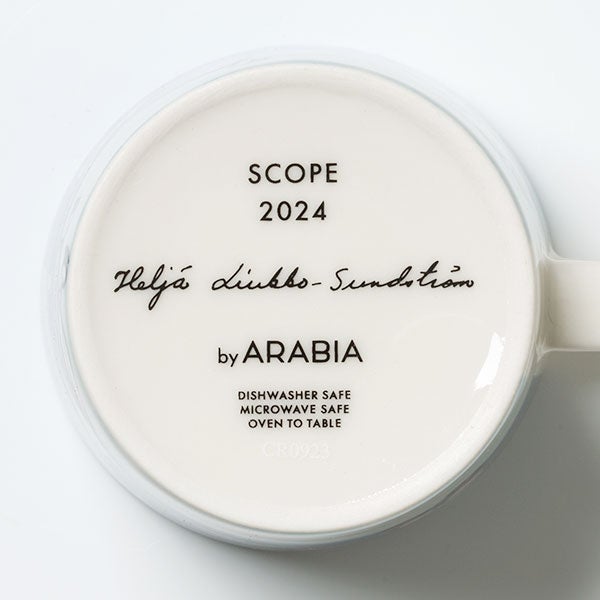 SCOPE
2024
Heljä Liukko-Sundström
by ARABIA
DISHWASHER SAFE
MICROWAVE SAFE
OVEN TO TABLE
CR0923